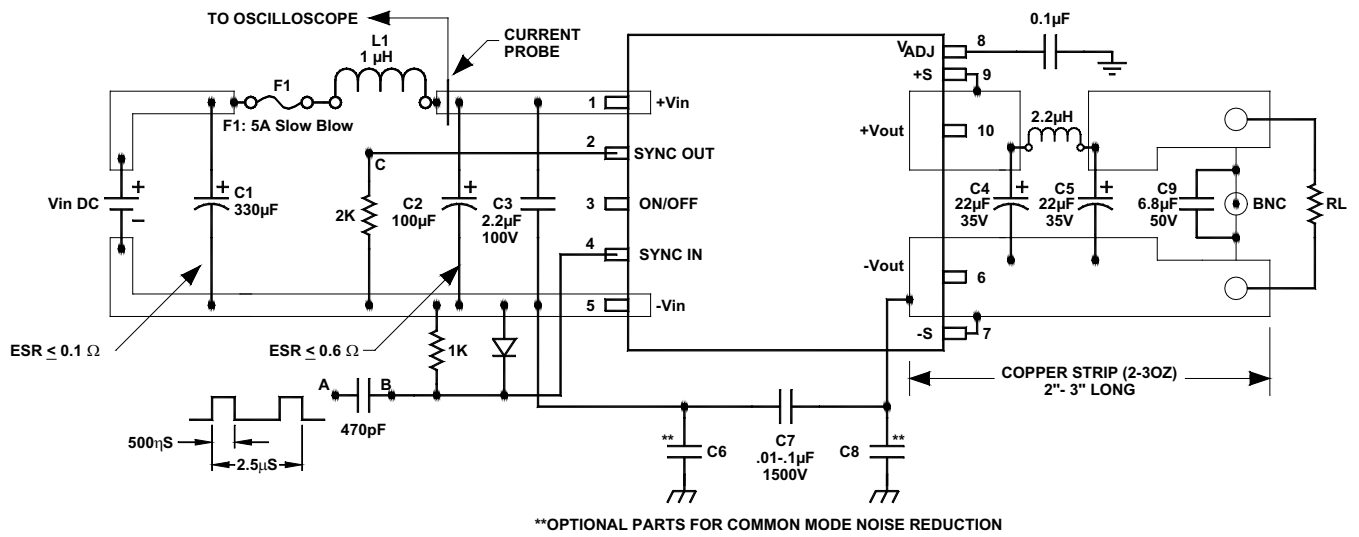 TO OSCILLOSCOPE
CURRENT
PROBE
L1
1 µH
F1
F1: 5A Slow Blow
Vin DC
+
−
+
C1
330µF
ESR ≤ 0.1 Ω
C
2K
+
C2
100µF
C3
2.2µF
100V
ESR ≤ 0.6 Ω
1K
A
B
470pF
500ηS
2.5µS
1
+Vin
2
SYNC OUT
3
ON/OFF
4
SYNC IN
5
-Vin
VADJ
8
0.1µF
+S
9
+Vout
10
-Vout
6
-S
7
2.2µH
+
C4
22µF
35V
+
C5
22µF
35V
C9
6.8µF
50V
BNC
RL
COPPER STRIP (2-3OZ)
2"- 3" LONG
**
C6
C7
.01-.1µF
1500V
C8
**
**OPTIONAL PARTS FOR COMMON MODE NOISE REDUCTION